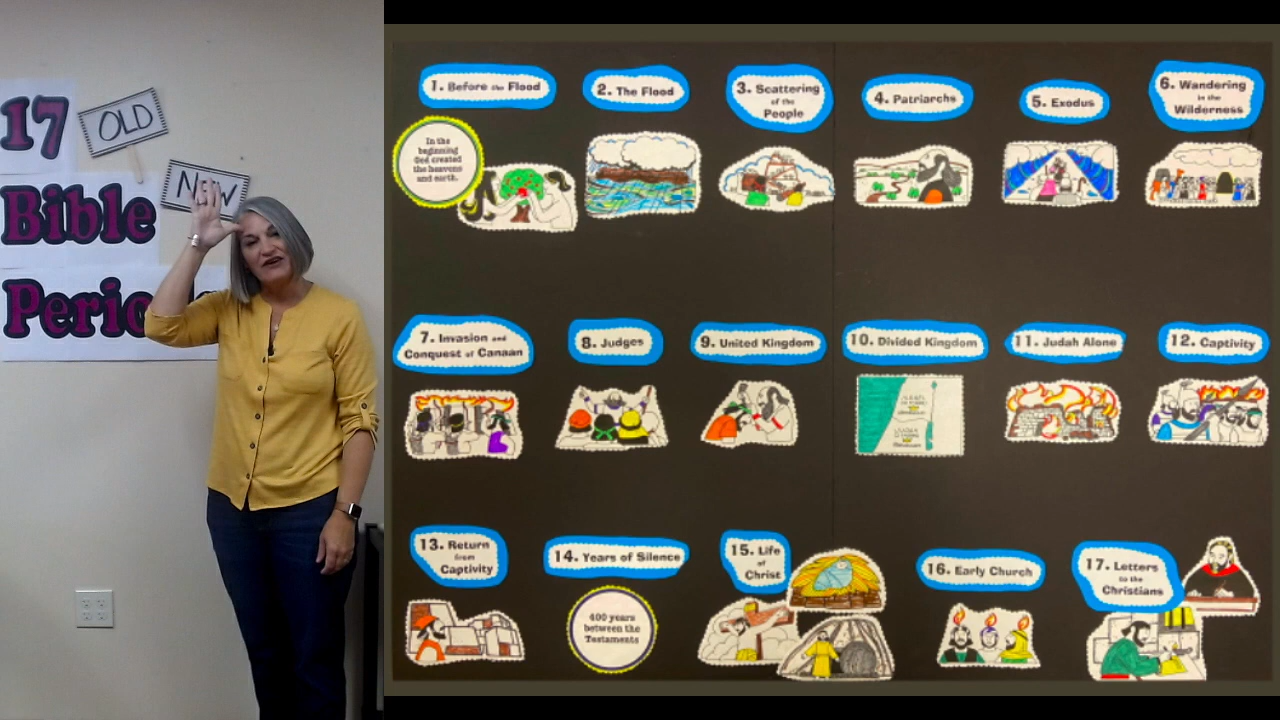 17
OLD
NEW
Bible
Perio
1. Before the Flood
2. The Flood
3. Scattering
of the
People
4. Patriarchs
5. Exodus
6. Wandering
in the
Wilderness
In the
beginning
God created
the heavens
and earth.
7. Invasion and
Conquest of Canaan
8. Judges
9. United Kingdom
10. Divided Kingdom
11. Judah Alone
12. Captivity
13. Return
from
Captivity
14. Years of Silence
400 years
between the
Testaments
15. Life
of
Christ
16. Early Church
17. Letters
to the
Christians